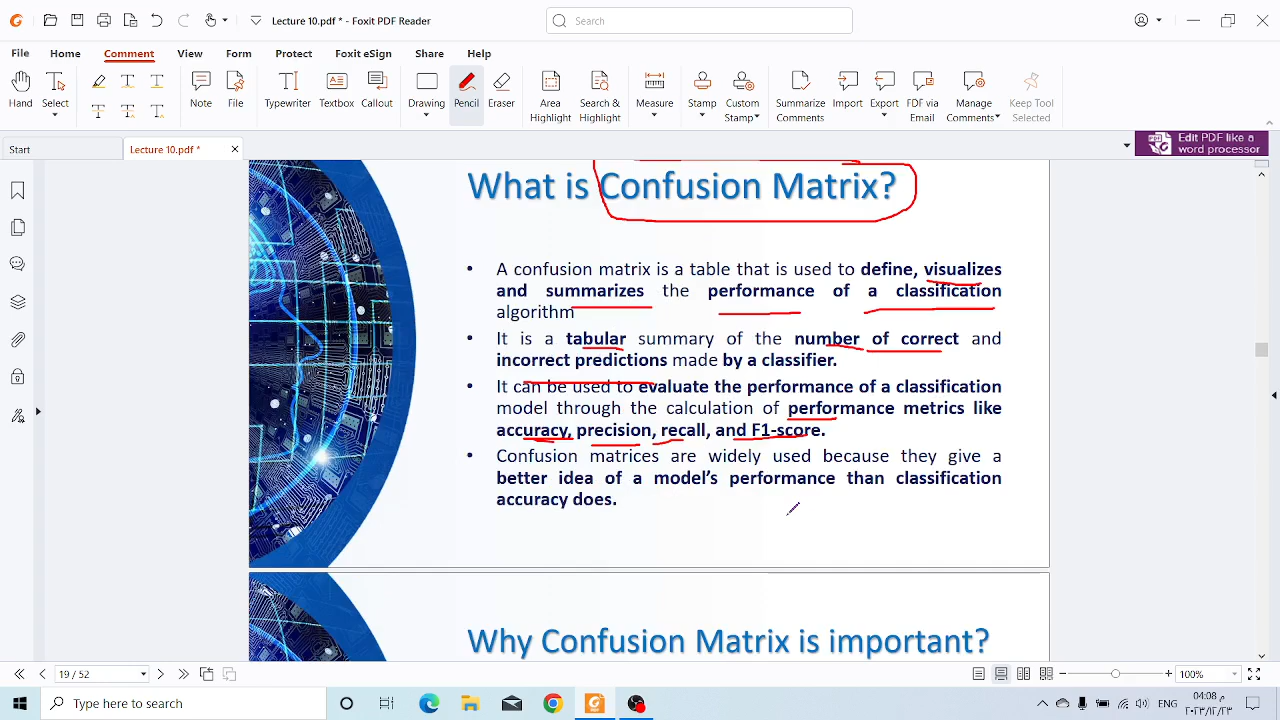 Lecture 10.pdf * - Foxit PDF Reader
Search
File Home Comment View Form Protect Foxit eSign Share Help
Hand Select Note File Typewriter Textbox Callout Drawing Pencil Eraser Area Highlight Search & Highlight Measure Stamp Custom Stamp Summarize Comments Import Export FDF via Email Manage Comments Keep Tool Selected
Start Lecture 10.pdf * Edit PDF like a word processor
What is Confusion Matrix?
• A confusion matrix is a table that is used to define, visualizes
and summarizes the performance of a classification
algorithm
• It is a tabular summary of the number of correct and
incorrect predictions made by a classifier.
• It can be used to evaluate the performance of a classification
model through the calculation of performance metrics like
accuracy, precision, recall, and F1-score.
• Confusion matrices are widely used because they give a
better idea of a model's performance than classification
accuracy does.
Why Confusion Matrix is important?
19 / 52 100%
Type here to search ENG 04:08